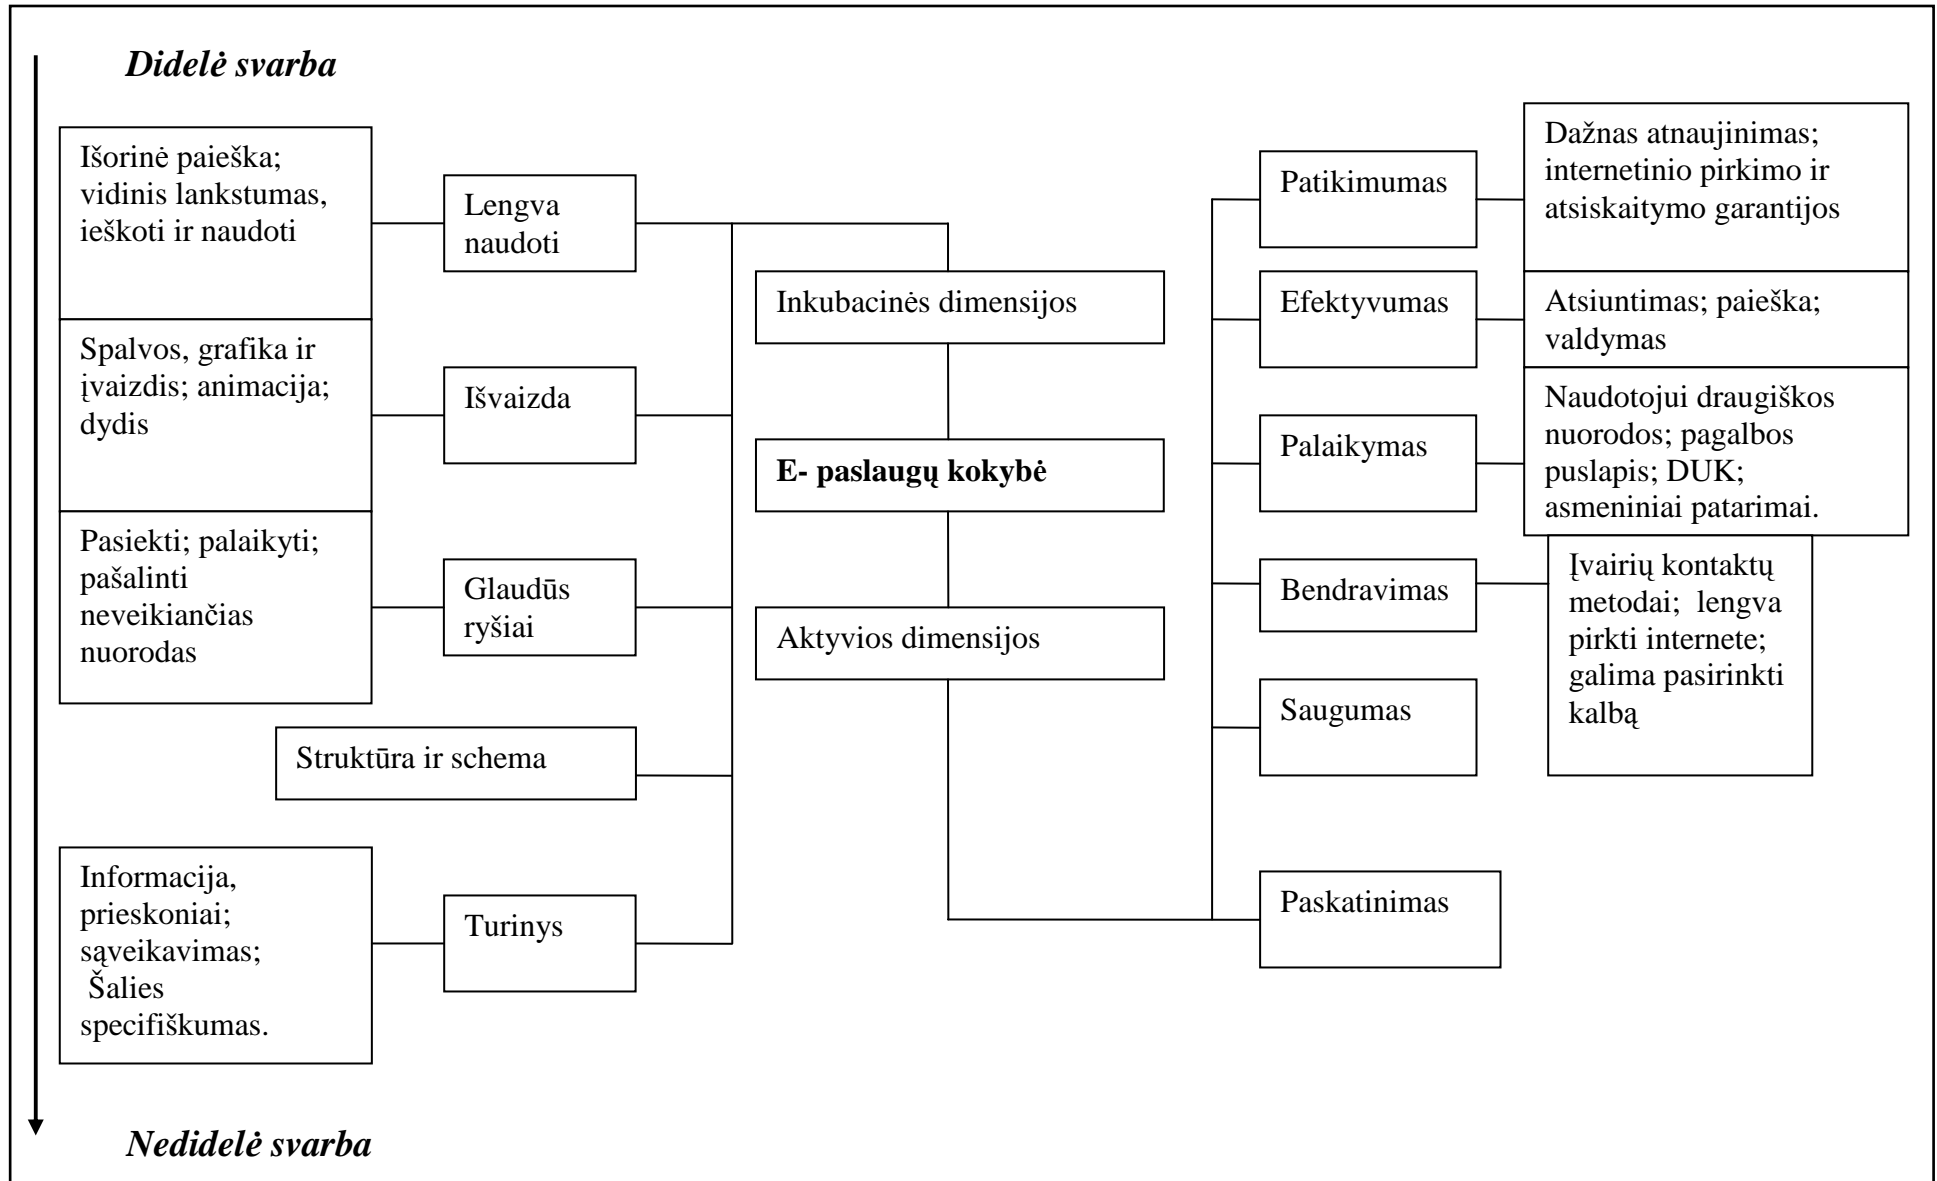 Didelė svarba
Išorinė paieška;
vidinis lankstumas,
ieškoti ir naudoti
Lengva
naudoti
Spalvos, grafika ir
įvaizdis; animacija;
dydis
Išvaizda
Pasiekti; palaikyti;
pašalinti
neveikiančias
nuorodas
Glaudūs
ryšiai
Struktūra ir schema
Informacija,
prieskoniai;
sąveikavimas;
Šalies
specifiškumas.
Turinys
Inkubacinės dimensijos
E- paslaugų kokybė
Aktyvios dimensijos
Patikimumas
Dažnas atnaujinimas;
internetinio pirkimo ir
atsiskaitymo garantijos
Efektyvumas
Atsiuntimas; paieška;
valdymas
Palaikymas
Naudotojui draugiškos
nuorodos; pagalbos
puslapis; DUK;
asmeniniai patarimai.
Bendravimas
Įvairių kontaktų
metodai;  lengva
pirkti internete;
galima pasirinkti
kalbą
Saugumas
Paskatinimas
Nedidelė svarba